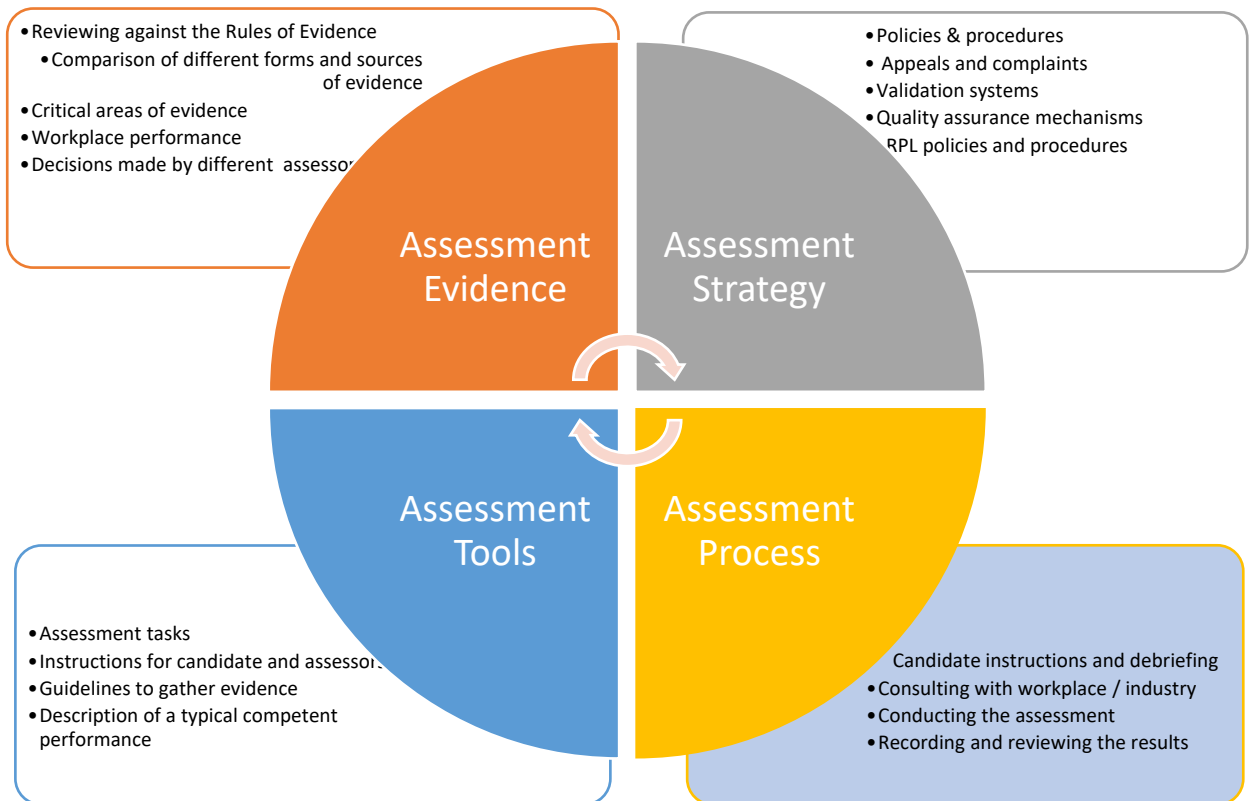 •Reviewing against the Rules of Evidence
•Comparison of different forms and sources
of evidence
•Critical areas of evidence
•Workplace performance
•Decisions made by different assessor
•Policies & procedures
• Appeals and complaints
•Validation systems
•Quality assurance mechanisms
RPL policies and procedures
Assessment
Evidence
Assessment
Strategy
Assessment
Tools
Assessment
Process
•Assessment tasks
•Instructions for candidate and assessors
•Guidelines to gather evidence
•Description of a typical competent
performance
Candidate instructions and debriefing
•Consulting with workplace / industry
•Conducting the assessment
•Recording and reviewing the results